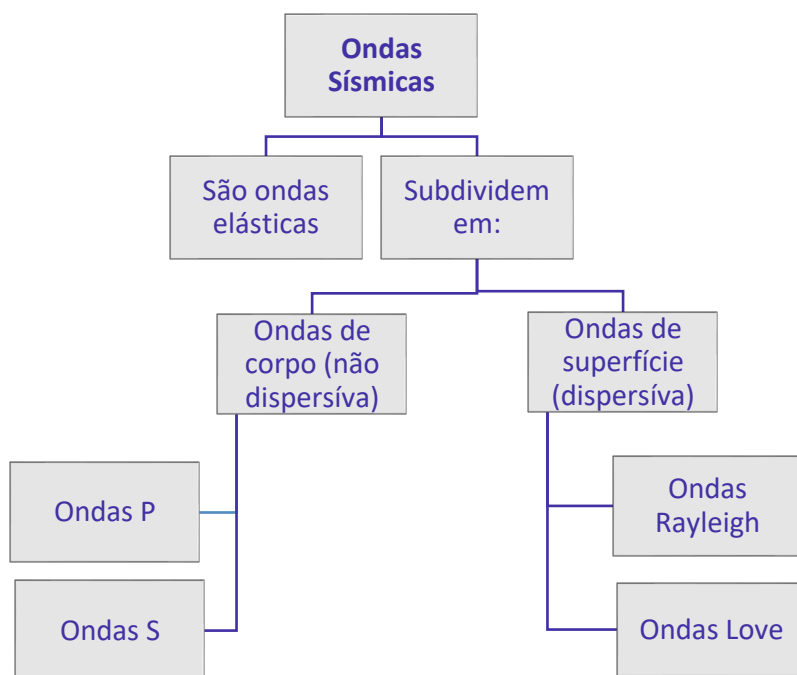 Ondas
Sísmicas
São ondas
elásticas
Subdividem
em:
Ondas de
corpo (não
dispersíva)
Ondas de
superfície
(dispersíva)
Ondas P
Ondas S
Ondas
Rayleigh
Ondas Love